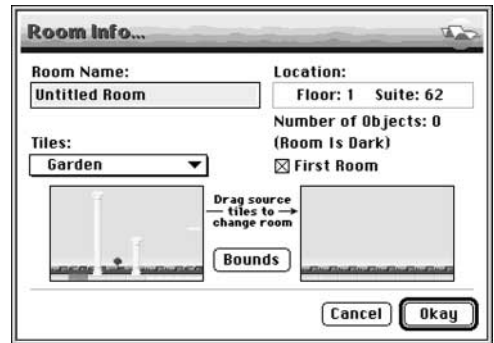 Room Info...
Room Name:
Untitled Room
Location:
Floor: 1 Suite: 62
Number of Objects: 0
(Room Is Dark)
Tiles:
Garden
First Room
Drag source
tiles to
change room
Bounds
Cancel
Okay